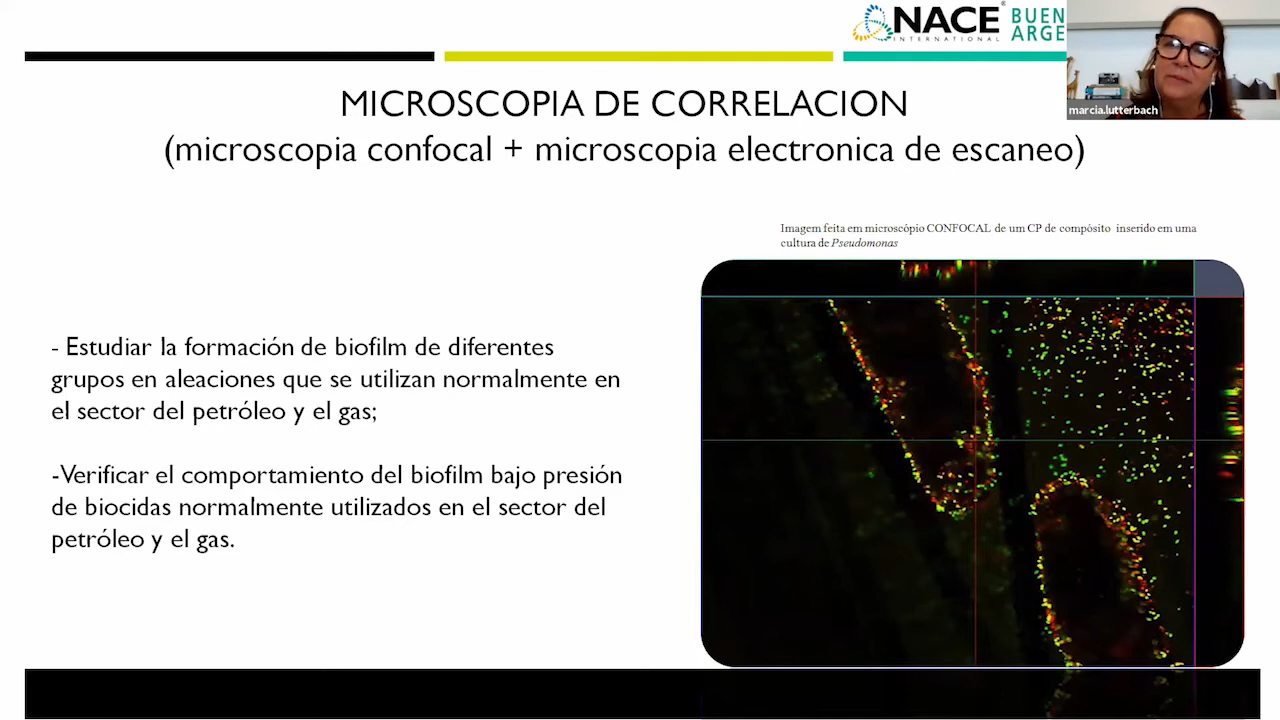 NACE
INTERNATIONAL
BUEN
ARGE
marcia.lutterbach
MICROSCOPIA DE CORRELACION
(microscopia confocal + microscopia electronica de escaneo)
Imagem feita em microscópio CONFOCAL de um CP de compósito inserido em uma
cultura de Pseudomonas
- Estudiar la formación de biofilm de diferentes
grupos en aleaciones que se utilizan normalmente en
el sector del petróleo y el gas;
-Verificar el comportamiento del biofilm bajo presión
de biocidas normalmente utilizados en el sector del
petróleo y el gas.